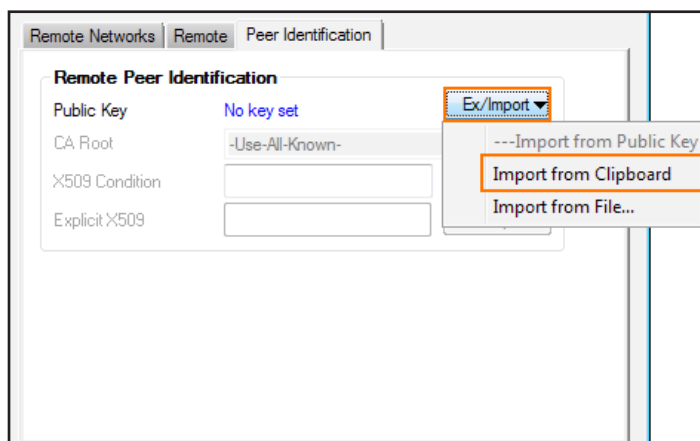 Remote Networks Remote Peer Identification
Remote Peer Identification
Public Key No key set Ex/Import
CA Root -Use-All-Known-
---Import from Public Key
X509 Condition
Import from Clipboard
Explicit X509
Import from File...